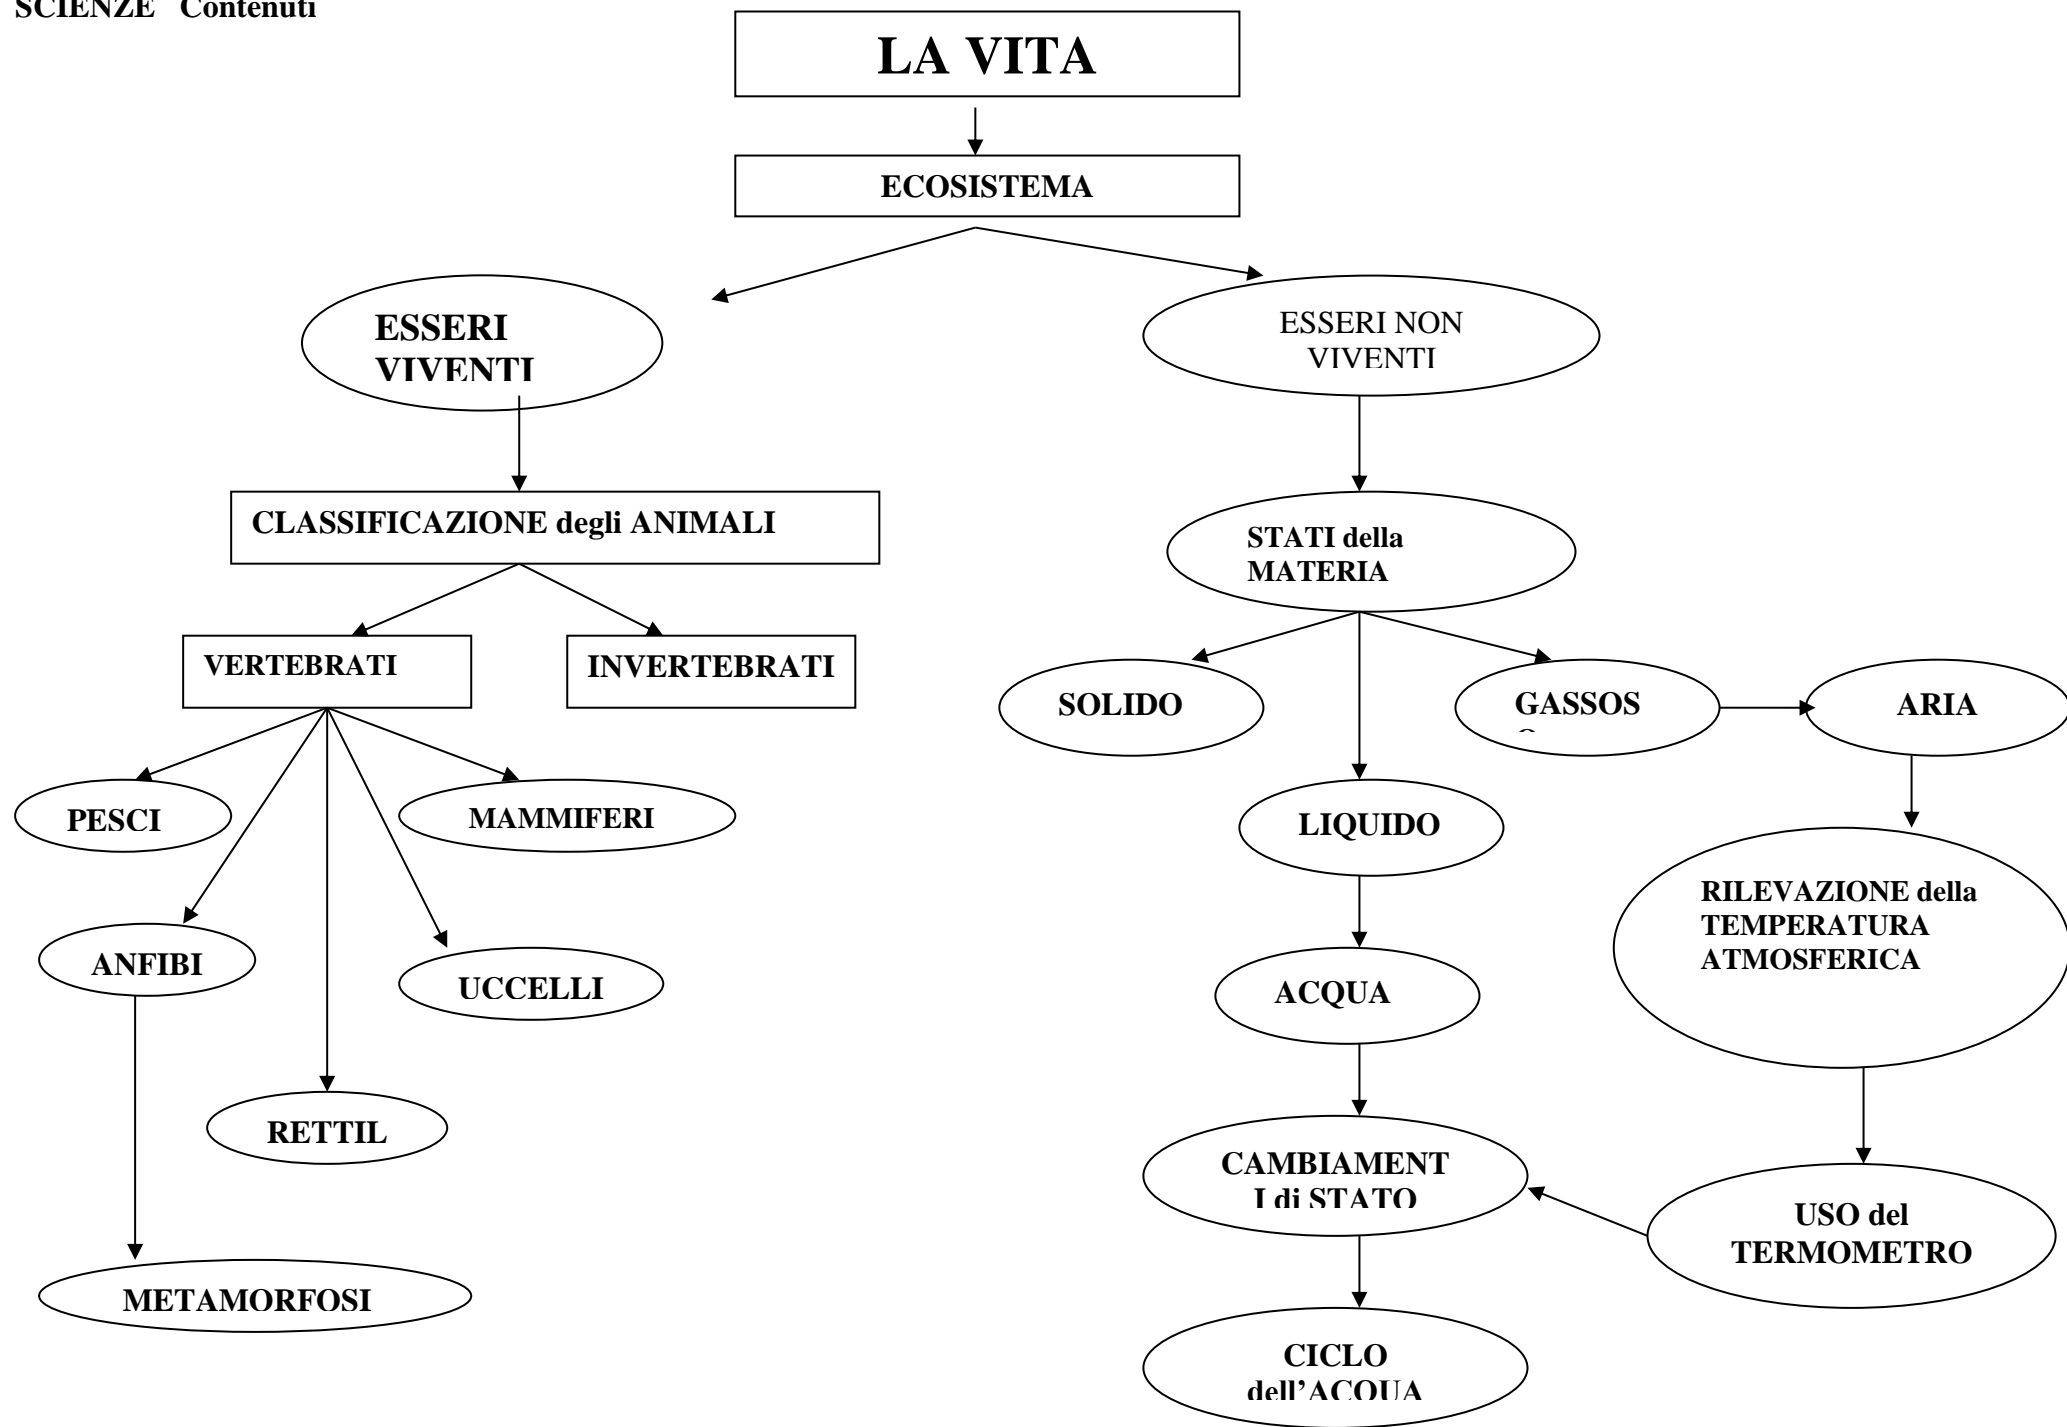 SCIENZE Contenuti
LA VITA
ECOSISTEMA
ESSERI
VIVENTI
ESSERI NON
VIVENTI
CLASSIFICAZIONE degli ANIMALI
STATI della
MATERIA
VERTEBRATI
INVERTEBRATI
SOLIDO
GASSOS
O
ARIA
PESCI
MAMMIFERI
LIQUIDO
RILEVAZIONE della
TEMPERATURA
ATMOSFERICA
ANFIBI
UCCELLI
ACQUA
RETTIL
CAMBIAMENT
I di STATO
USO del
TERMOMETRO
METAMORFOSI
CICLO
dell’ACQUA